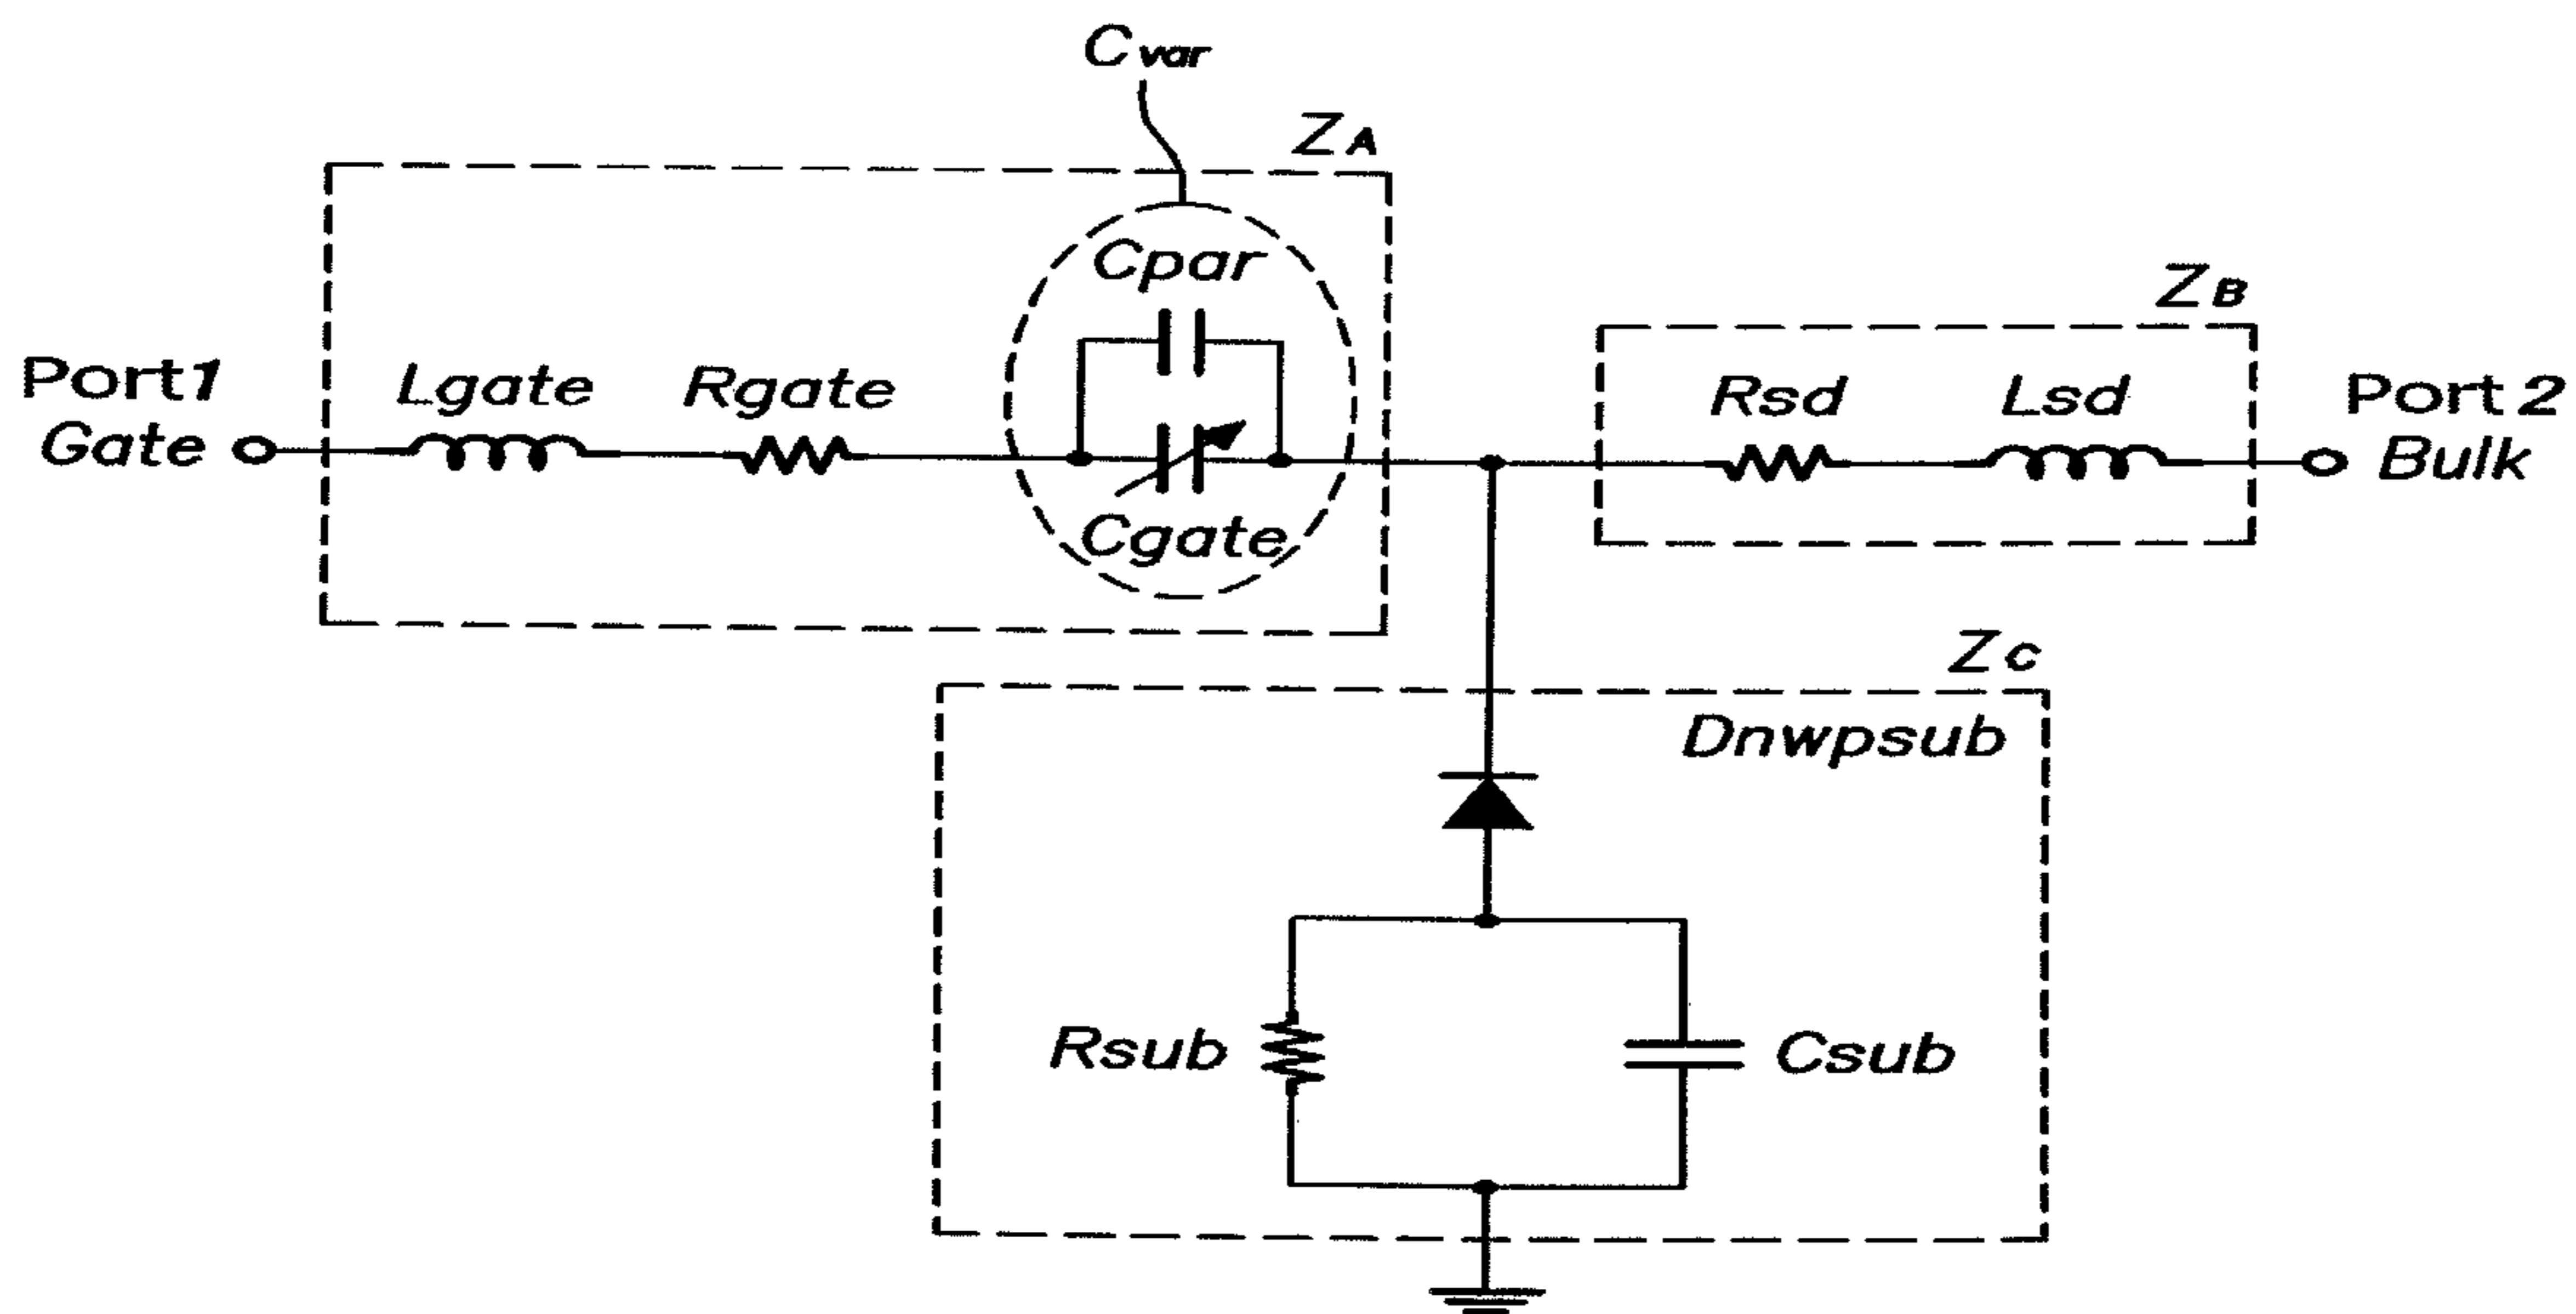 Cvar
ZA
Cpar
ZB
Port1
Gate
Lgate
Rgate
Rsd
Lsd
Port 2
Bulk
Cgate
ZC
Dnwpsub
Rsub
Csub